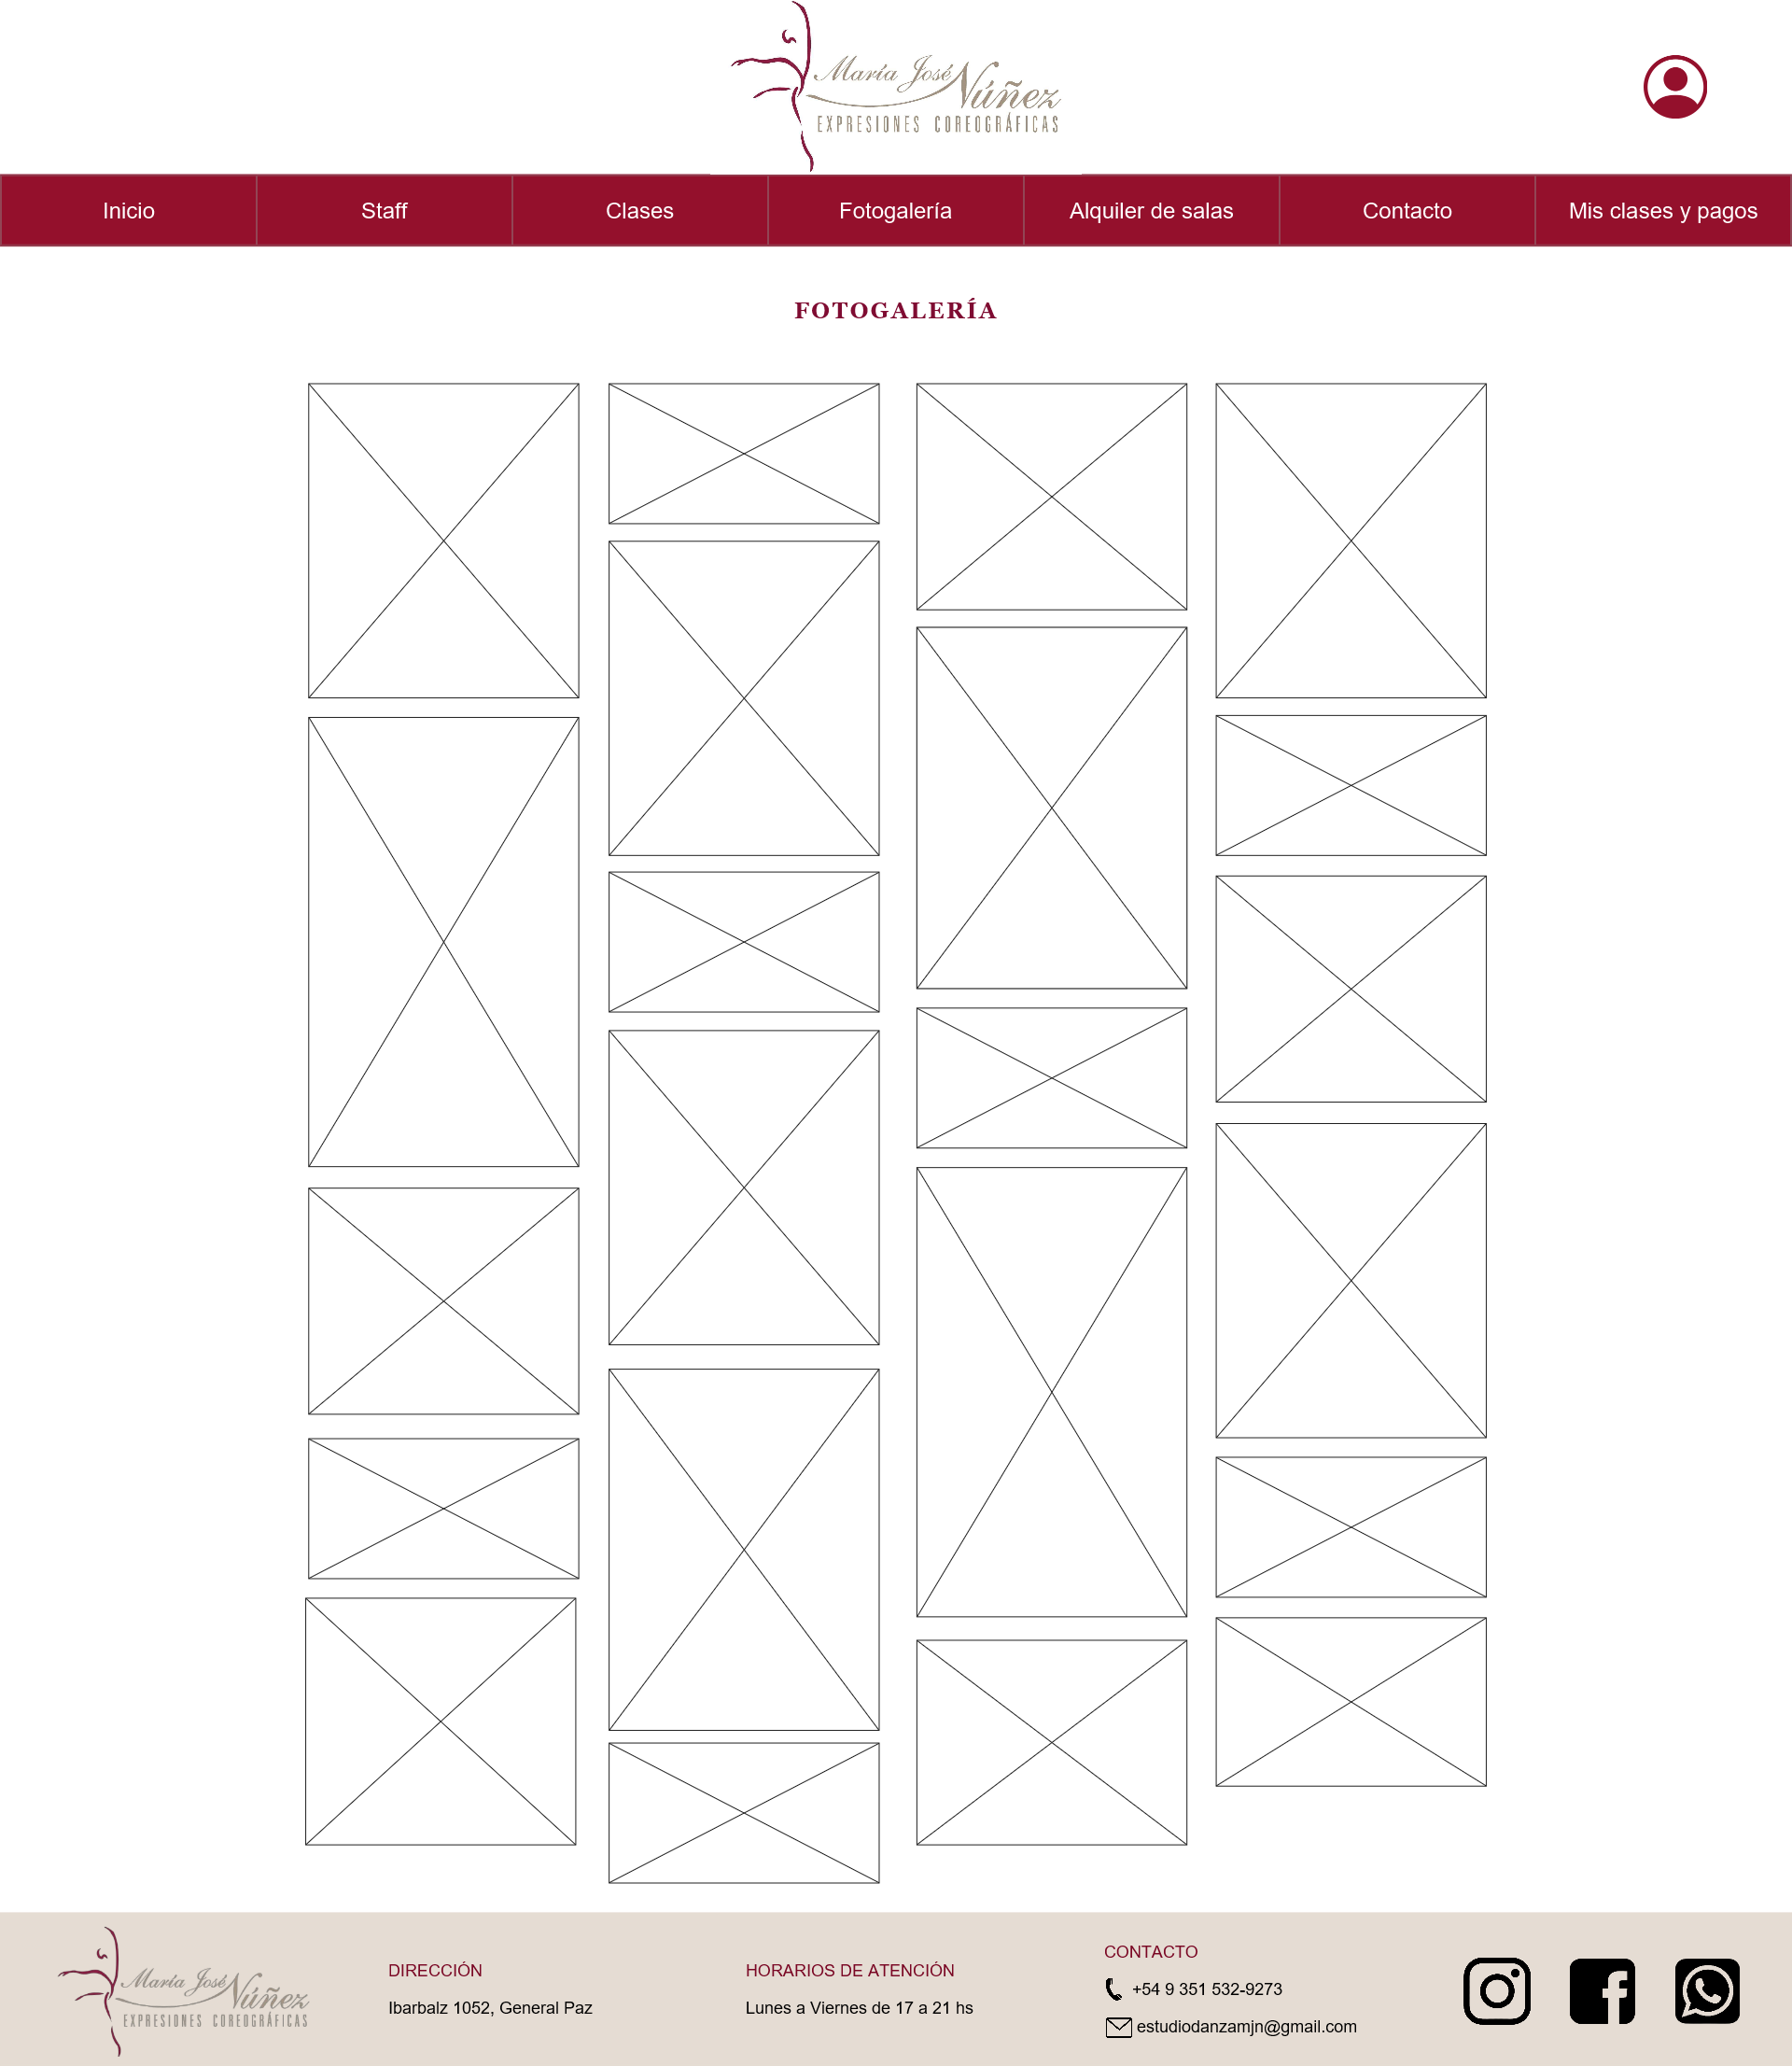 María José Núñez
EXPRESIONES COREOGRÁFICAS
Inicio
Staff
Clases
Fotogalería
Alquiler de salas
Contacto
Mis clases y pagos
FOTOGALERÍA
María José Núñez
EXPRESIONES COREOGRÁFICAS
DIRECCIÓN
Ibarbalz 1052, General Paz
HORARIOS DE ATENCIÓN
Lunes a Viernes de 17 a 21 hs
CONTACTO
+54 9 351 532-9273
estudiodanzamjn@gmail.com